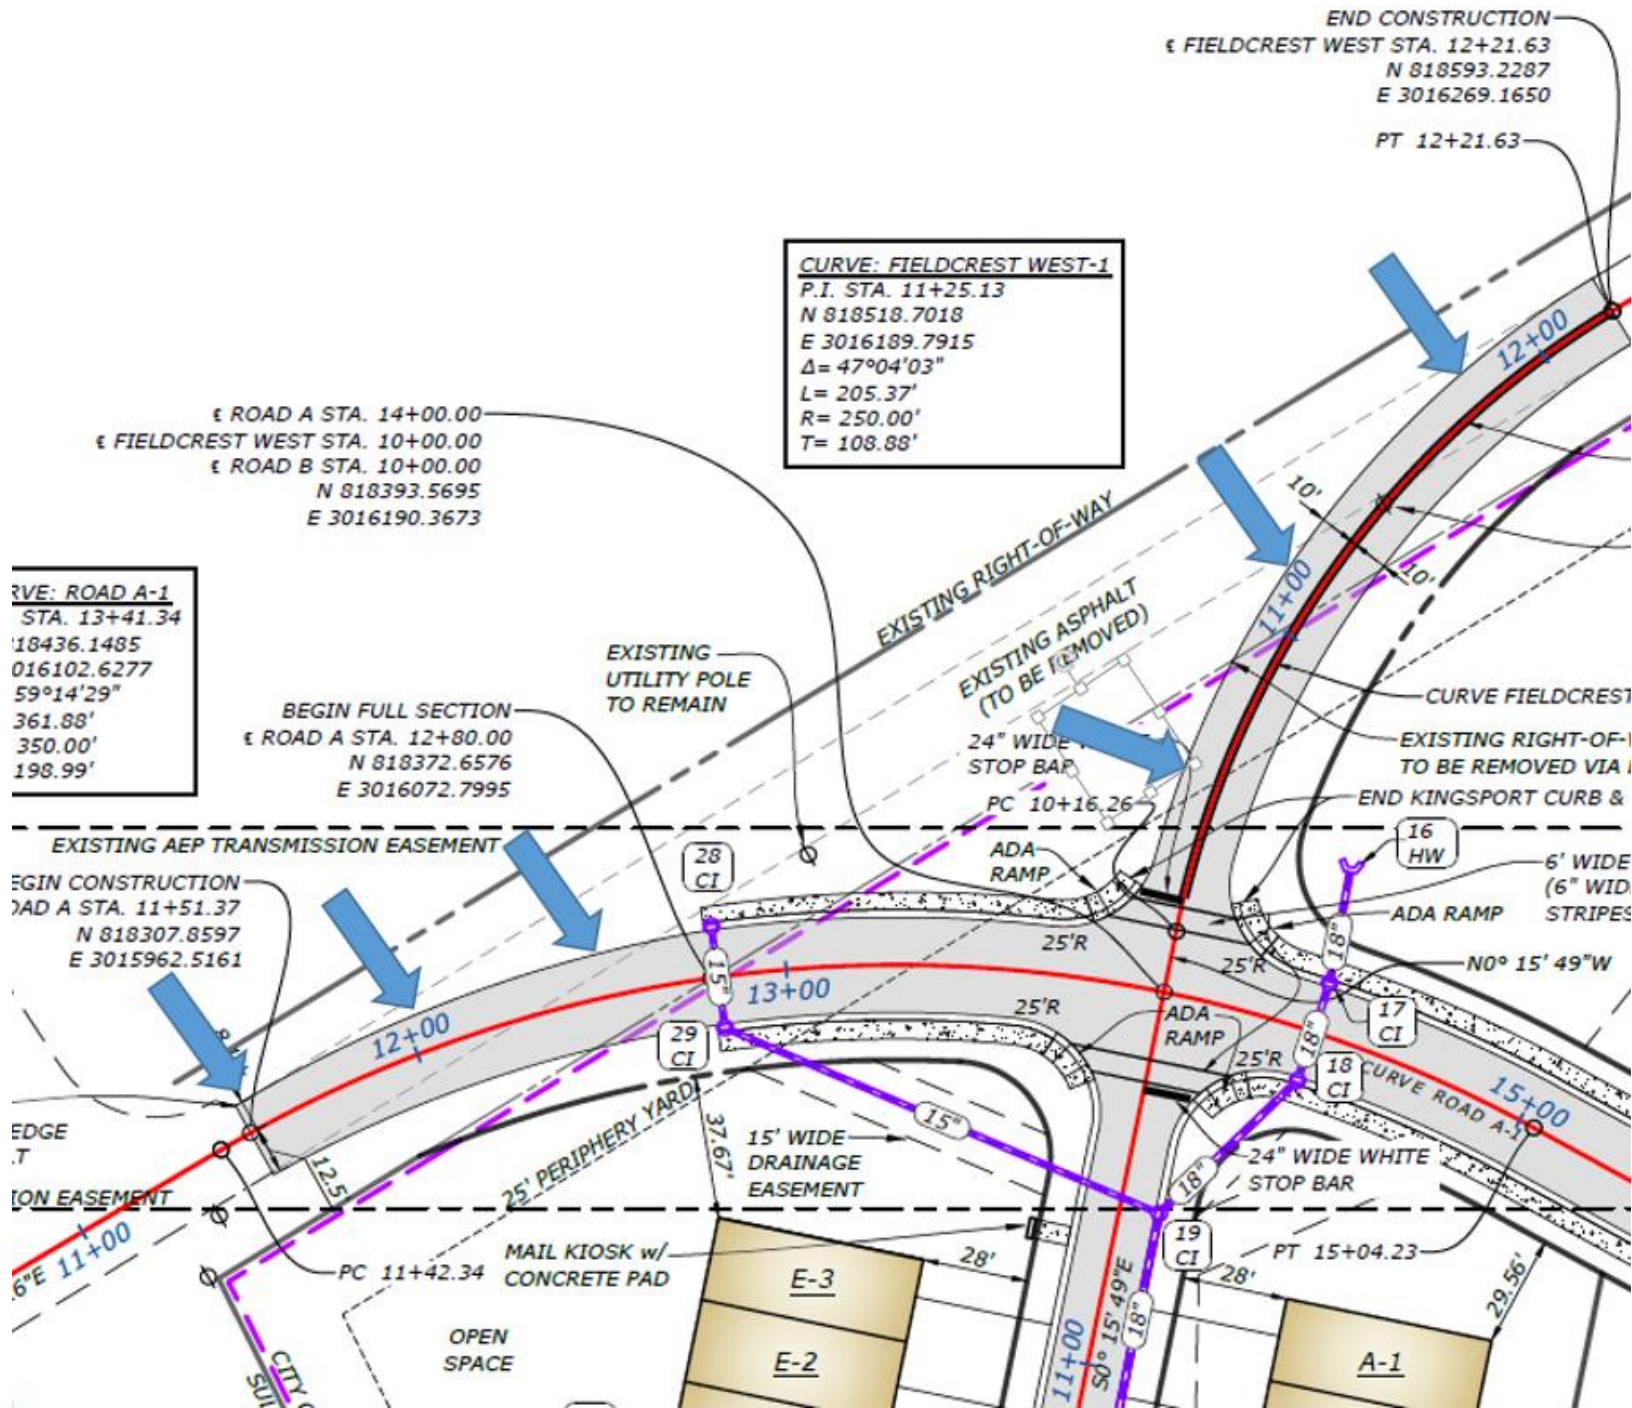 END CONSTRUCTION
℄ FIELDCREST WEST STA. 12+21.63
N 818593.2287
E 3016269.1650
PT 12+21.63
CURVE: FIELDCREST WEST-1
P.I. STA. 11+25.13
N 818518.7018
E 3016189.7915
Δ= 47°04'03"
L= 205.37'
R= 250.00'
T= 108.88'
12+00
℄ ROAD A STA. 14+00.00
℄ FIELDCREST WEST STA. 10+00.00
℄ ROAD B STA. 10+00.00
N 818393.5695
E 3016190.3673
10'
10'
11+00
EXISTING RIGHT-OF-WAY
EXISTING ASPHALT
(TO BE REMOVED)
RVE: ROAD A-1
STA. 13+41.34
818436.1485
016102.6277
59°14'29"
361.88'
350.00'
198.99'
EXISTING
UTILITY POLE
TO REMAIN
BEGIN FULL SECTION
℄ ROAD A STA. 12+80.00
N 818372.6576
E 3016072.7995
24" WIDE
STOP BAR
PC 10+16.26
CURVE FIELDCREST
EXISTING RIGHT-OF-
TO BE REMOVED VIA
END KINGSPORT CURB &
16
HW
6' WIDE
(6" WID
STRIPES
ADA RAMP
N0° 15' 49"W
EXISTING AEP TRANSMISSION EASEMENT
EGIN CONSTRUCTION
OAD A STA. 11+51.37
N 818307.8597
E 3015962.5161
28
CI
ADA
RAMP
25'R
25'R
18"
15"
13+00
12+00
29
CI
25'R
ADA
RAMP
25'R
17
CI
18"
18
CI
CURVE ROAD A-1
15+00
EDGE
LT
ION EASEMENT
12.5'
25' PERIPHERY YARD
37.67'
15' WIDE
DRAINAGE
EASEMENT
15"
18"
24" WIDE WHITE
STOP BAR
6"E
11+00
PC 11+42.34
MAIL KIOSK w/
CONCRETE PAD
28'
19
CI
PT 15+04.23
28'
29.56'
E-3
E-2
A-1
OPEN
SPACE
CITY
SUL
11+00
S0° 15' 49"E
18"